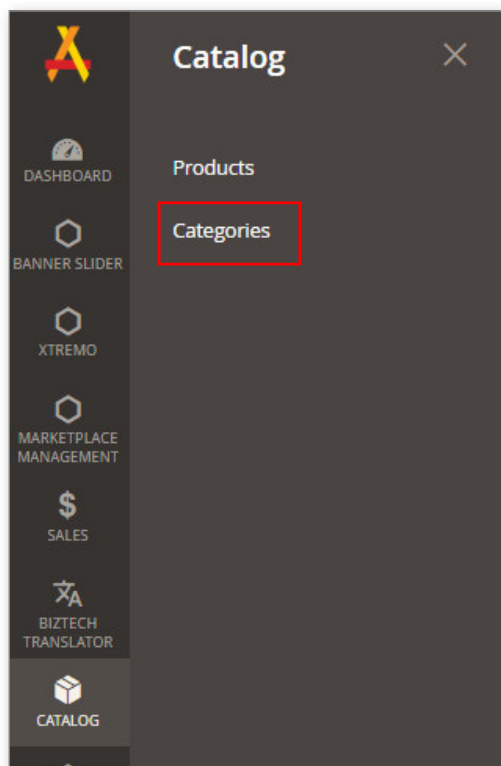 Catalog
Products
Categories
DASHBOARD
BANNER SLIDER
XTREMO
MARKETPLACE
MANAGEMENT
$
SALES
BIZTECH
TRANSLATOR
CATALOG